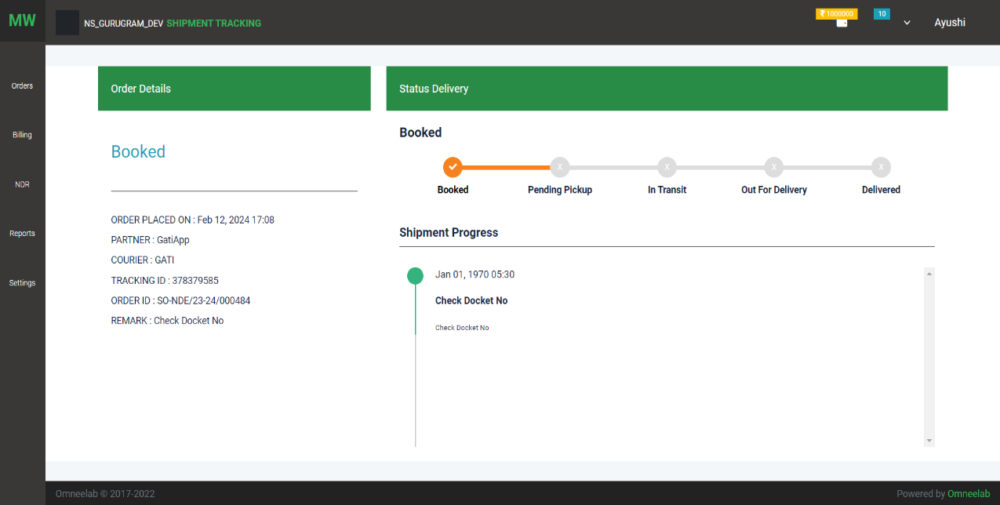 MW
NS_GURUGRAM_DEV SHIPMENT TRACKING
₹ 1000000
10
Ayushi
Orders
Billing
NDR
Reports
Settings
Order Details
Booked
ORDER PLACED ON : Feb 12, 2024 17:08
PARTNER : GatiApp
COURIER : GATI
TRACKING ID : 378379585
ORDER ID : SO-NDE/23-24/000484
REMARK : Check Docket No
Status Delivery
Booked
X X X X
Booked Pending Pickup In Transit Out For Delivery Delivered
Shipment Progress
Jan 01, 1970 05:30
Check Docket No
Check Docket No
Omneelab © 2017-2022
Powered by Omneelab